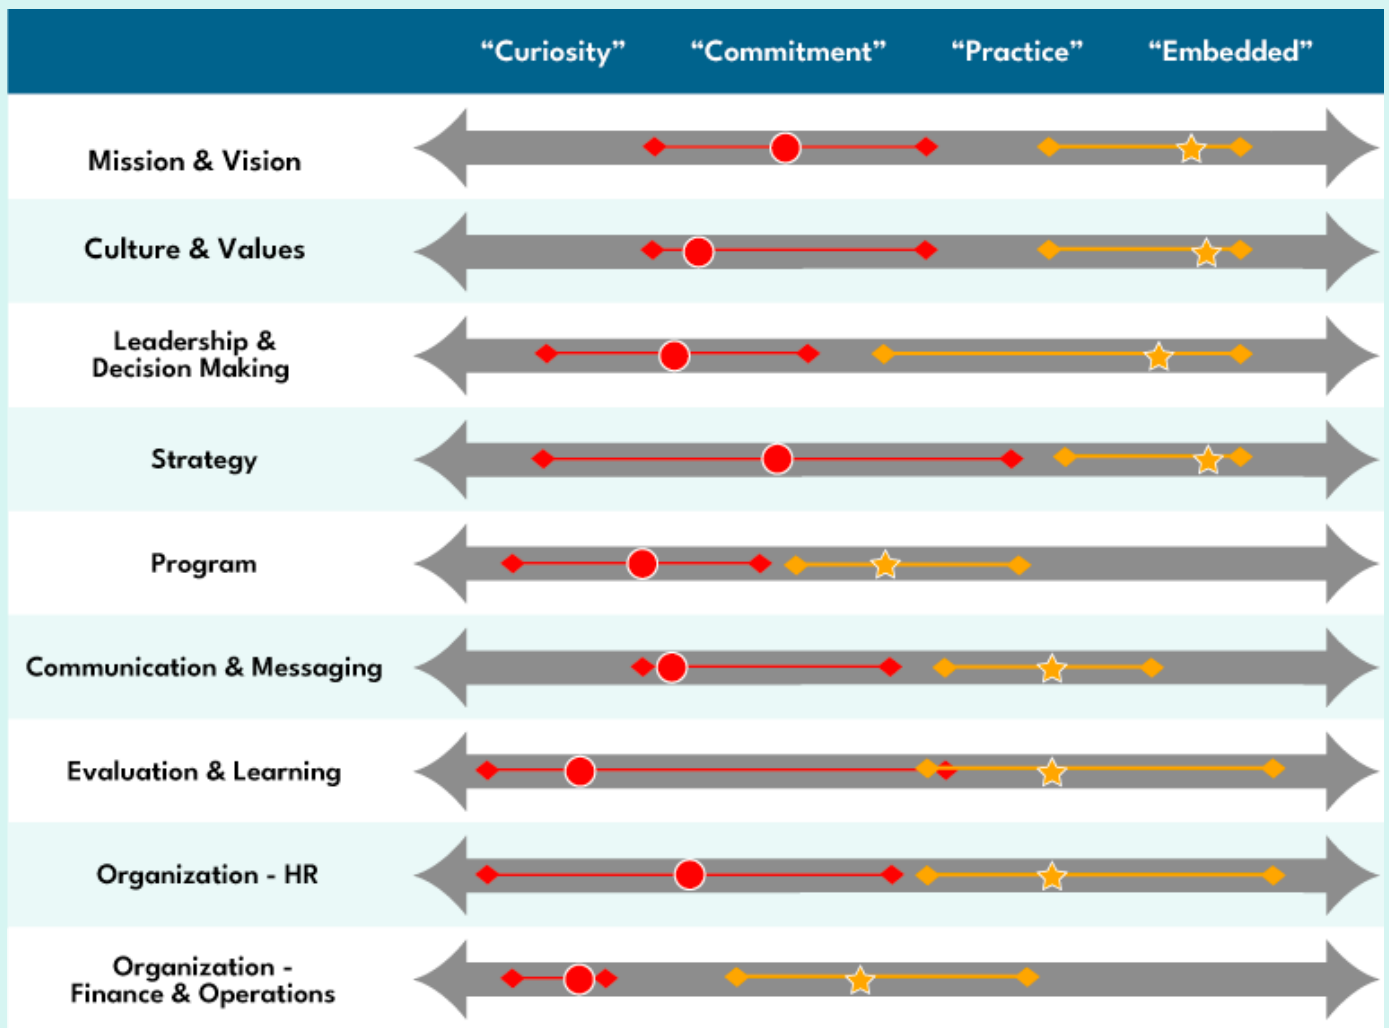 “Curiosity” “Commitment” “Practice” “Embedded”
Mission & Vision
Culture & Values
Leadership &
Decision Making
Strategy
Program
Communication & Messaging
Evaluation & Learning
Organization - HR
Organization -
Finance & Operations